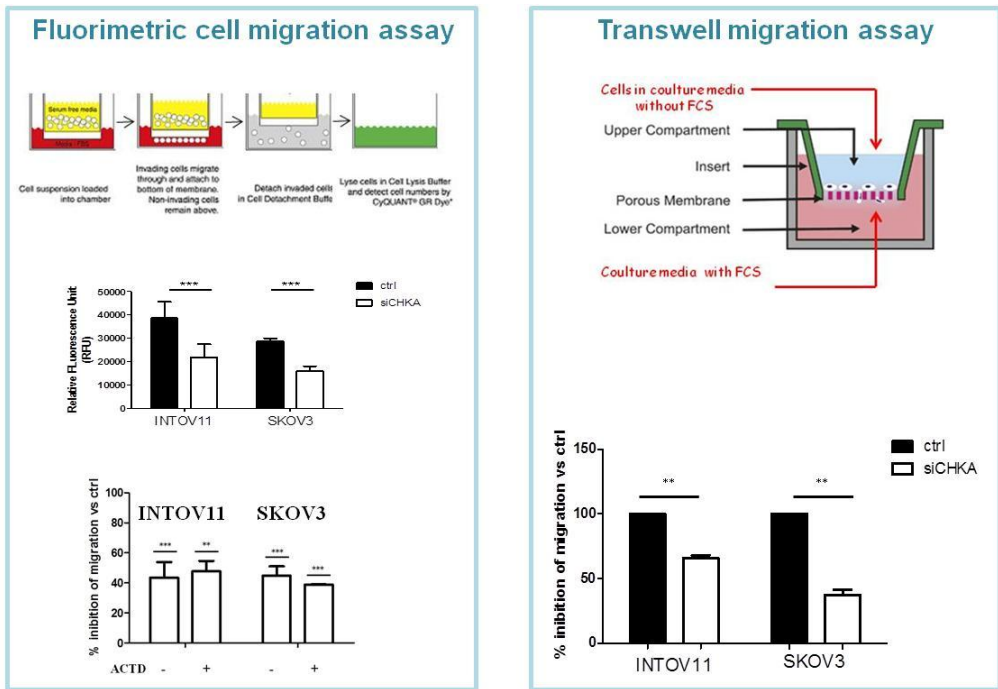 Fluorimetric cell migration assay
Serum free media
Media + FBS
Cell suspension loaded
into chamber
Invading cells migrate
through and attach to
bottom of membrane.
Non-invading cells
remain above.
Detach invaded cells
in Cell Detachment Buffe
Lyse cells in Cell Lysis Buffer
and detect cell numbers by
CyQUANT® GR Dye*
Relative FLuorescence Unit
(RFU)
50000
40000
30000
20000
10000
0
***
***
ctrl
siCHKA
INTOV11
SKOV3
% inibition of migration vs ctrl
100
80
60
40
20
0
INTOV11
SKOV3
***
**
***
***
ACTD - + - +
Transwell migration assay
Cells in coulture media
without FCS
Upper Compartment
Insert
Porous Membrane
Lower Compartment
Coulture media with FCS
% inibition of migration vs ctrl
150
100
50
0
**
**
ctrl
siCHKA
INTOV11
SKOV3